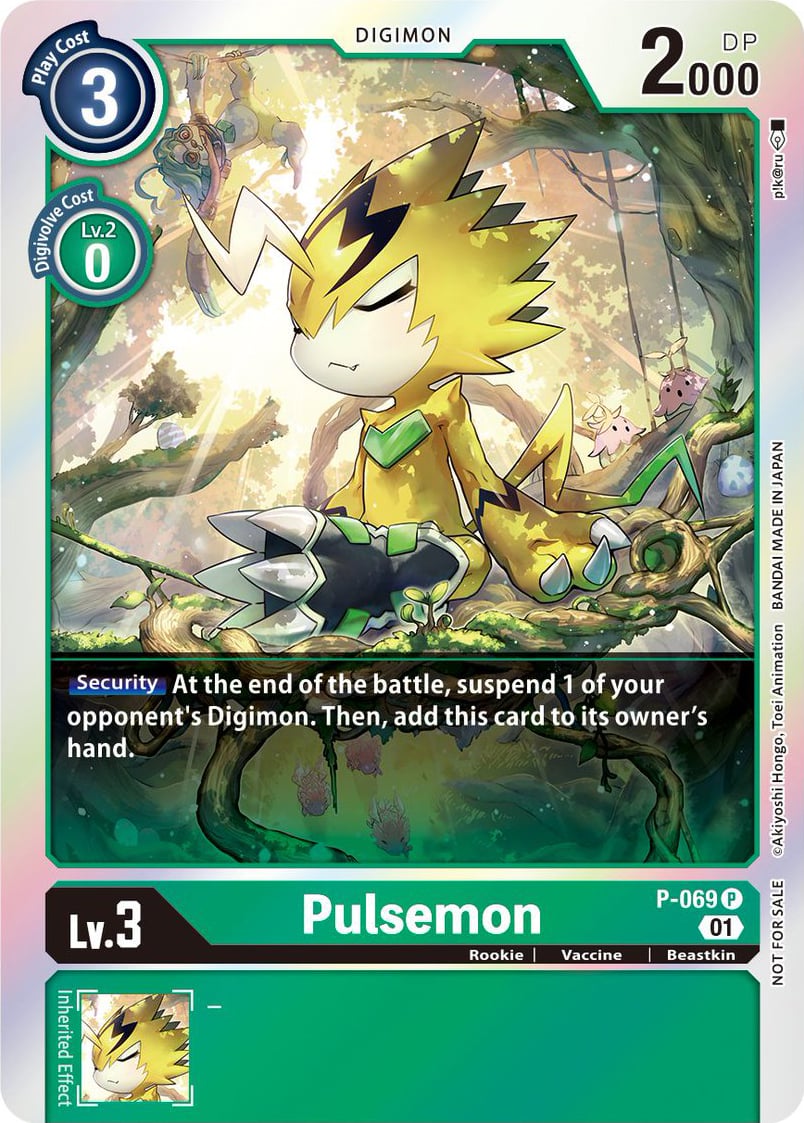 DIGIMON
Play Cost
3
2000
DP
Digivolve Cost
Lv.2
0
p!k@ru
Security At the end of the battle, suspend 1 of your
opponent's Digimon. Then, add this card to its owner's
hand.
©Akiyoshi Hongo, Toei Animation BANDAI MADE IN JAPAN
NOT FOR SALE
Lv.3
Pulsemon
P-069 P
01
Rookie | Vaccine | Beastkin
Inherited Effect
–